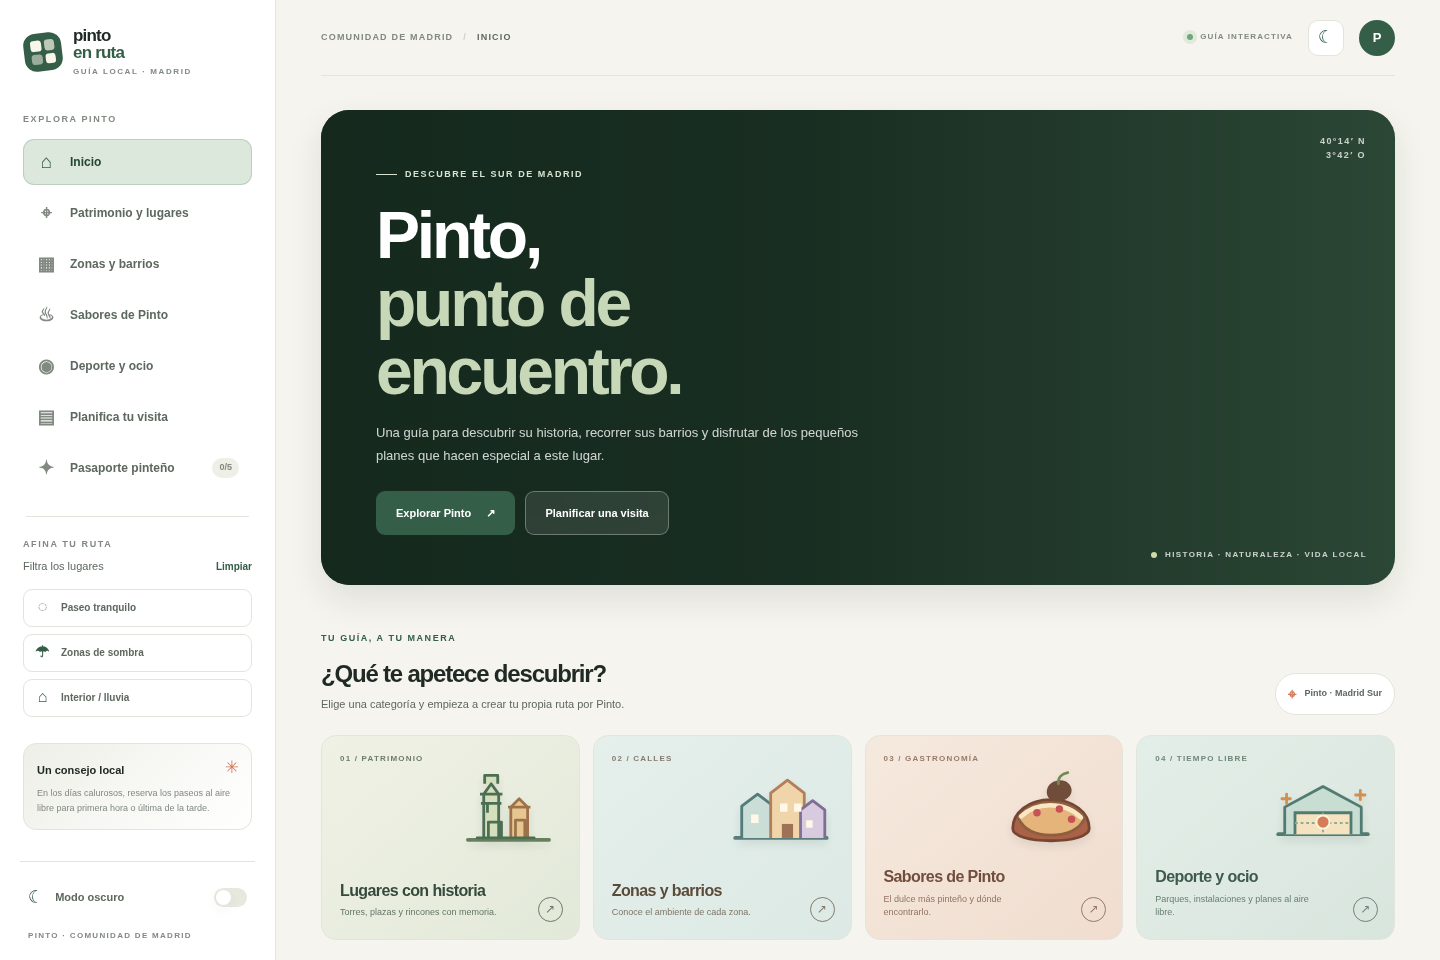 pinto
en ruta
GUÍA LOCAL · MADRID
EXPLORA PINTO
Inicio
Patrimonio y lugares
Zonas y barrios
Sabores de Pinto
Deporte y ocio
Planifica tu visita
Pasaporte pinteño 0/5
AFINA TU RUTA
Filtra los lugares Limpiar
Paseo tranquilo
Zonas de sombra
Interior / lluvia
Un consejo local
En los días calurosos, reserva los paseos al aire
libre para primera hora o última de la tarde.
Modo oscuro
PINTO · COMUNIDAD DE MADRID
COMUNIDAD DE MADRID / INICIO
GUÍA INTERACTIVA
P
40°14′ N
3°42′ O
DESCUBRE EL SUR DE MADRID
Pinto,
punto de
encuentro.
Una guía para descubrir su historia, recorrer sus barrios y disfrutar de los pequeños
planes que hacen especial a este lugar.
Explorar Pinto ↗
Planificar una visita
HISTORIA · NATURALEZA · VIDA LOCAL
TU GUÍA, A TU MANERA
¿Qué te apetece descubrir?
Elige una categoría y empieza a crear tu propia ruta por Pinto.
Pinto · Madrid Sur
01 / PATRIMONIO
Lugares con historia
Torres, plazas y rincones con memoria.
↗
02 / CALLES
Zonas y barrios
Conoce el ambiente de cada zona.
↗
03 / GASTRONOMÍA
Sabores de Pinto
El dulce más pinteño y dónde
encontrarlo.
↗
04 / TIEMPO LIBRE
Deporte y ocio
Parques, instalaciones y planes al aire
libre.
↗